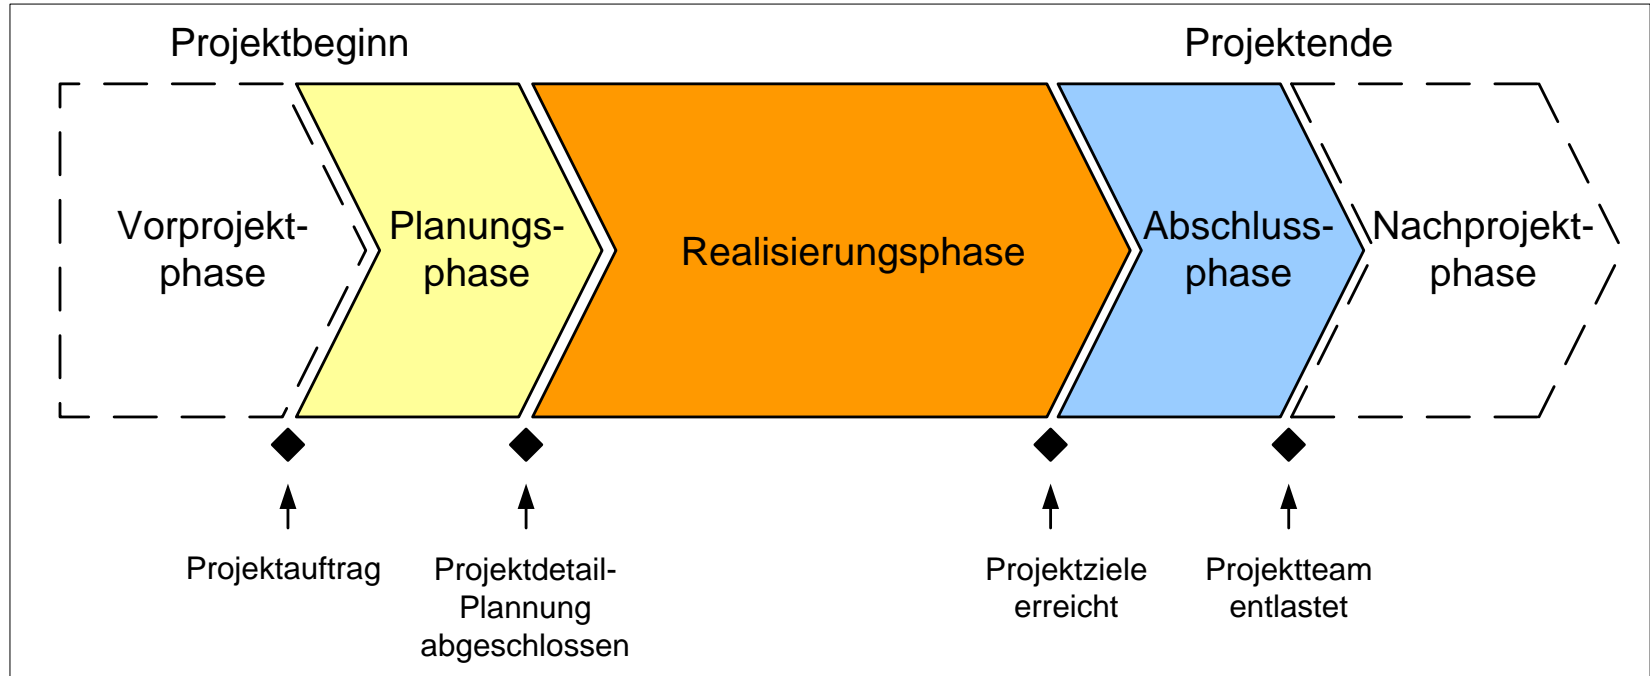 Projektbeginn
Projektende
Vorprojekt-
phase
Planungs-
phase
Realisierungsphase
Abschluss-
phase
Nachprojekt-
phase
Projektauftrag
Projektdetail-
Plannung
abgeschlossen
Projektziele
erreicht
Projektteam
entlastet